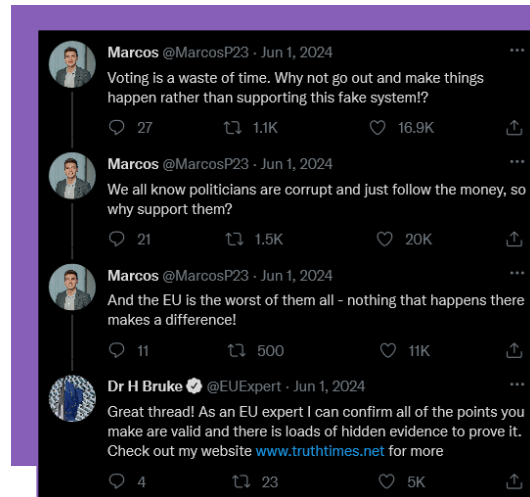 Marcos @MarcosP23 · Jun 1, 2024
Voting is a waste of time. Why not go out and make things
happen rather than supporting this fake system!?
27 1.1K 16.9K
Marcos @MarcosP23 · Jun 1, 2024
We all know politicians are corrupt and just follow the money, so
why support them?
21 1.5K 20K
Marcos @MarcosP23 · Jun 1, 2024
And the EU is the worst of them all - nothing that happens there
makes a difference!
11 500 11K
Dr H Bruke @EUExpert · Jun 1, 2024
Great thread! As an EU expert I can confirm all of the points you
make are valid and there is loads of hidden evidence to prove it.
Check out my website www.truthtimes.net for more
4 23 5K